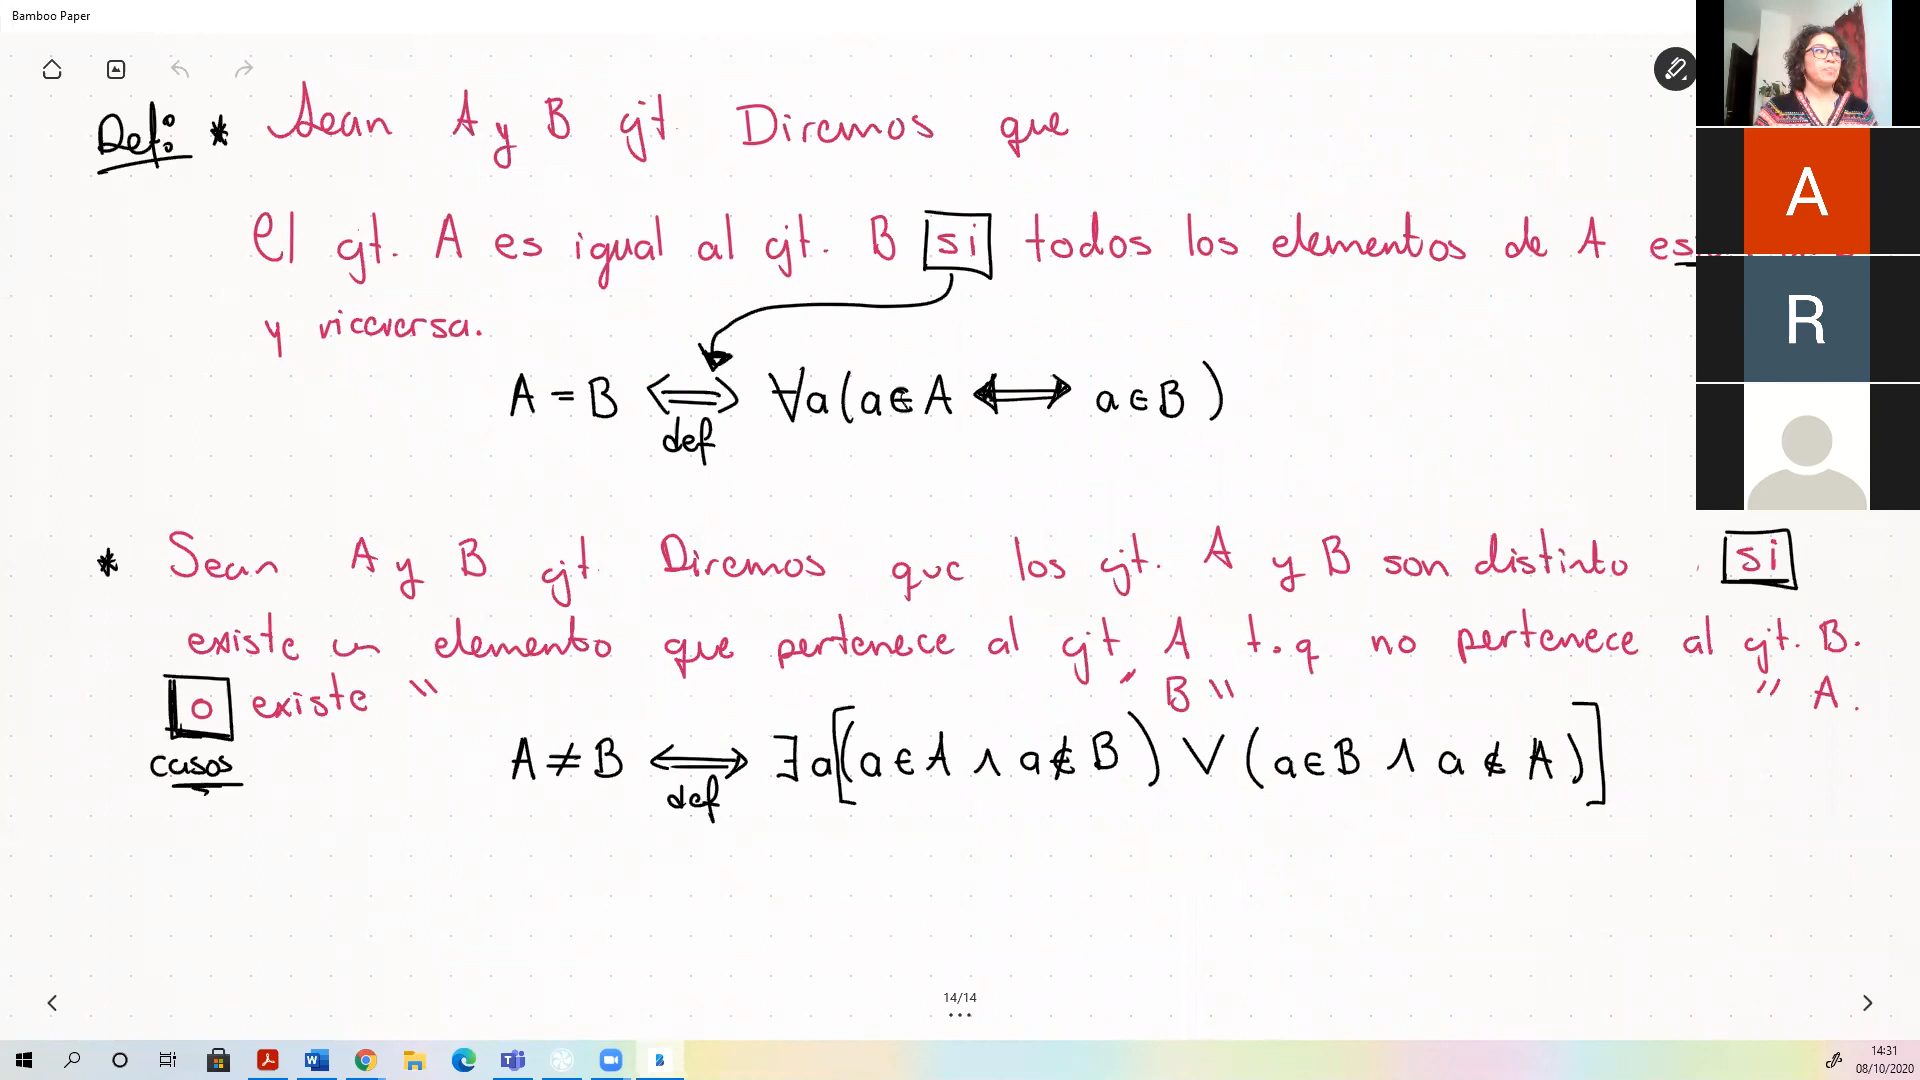 Bamboo Paper
Def: * Sean A y B cjt. Diremos que
El cjt. A es igual al cjt. B si todos los elementos de A
y viceversa.
A = B ⟺ ∀a(a∈A ⟺ a∈B)
def
* Sean A y B cjt. Diremos que los cjt. A y B son distinto si
existe un elemento que pertenece al cjt A t.q no pertenece al cjt. B.
o existe " " B " " A.
casos
A ≠ B ⟺ ∃a[(a∈A ∧ a∉B) ∨ (a∈B ∧ a∉A)]
def
A
R
14/14
14:31
08/10/2020